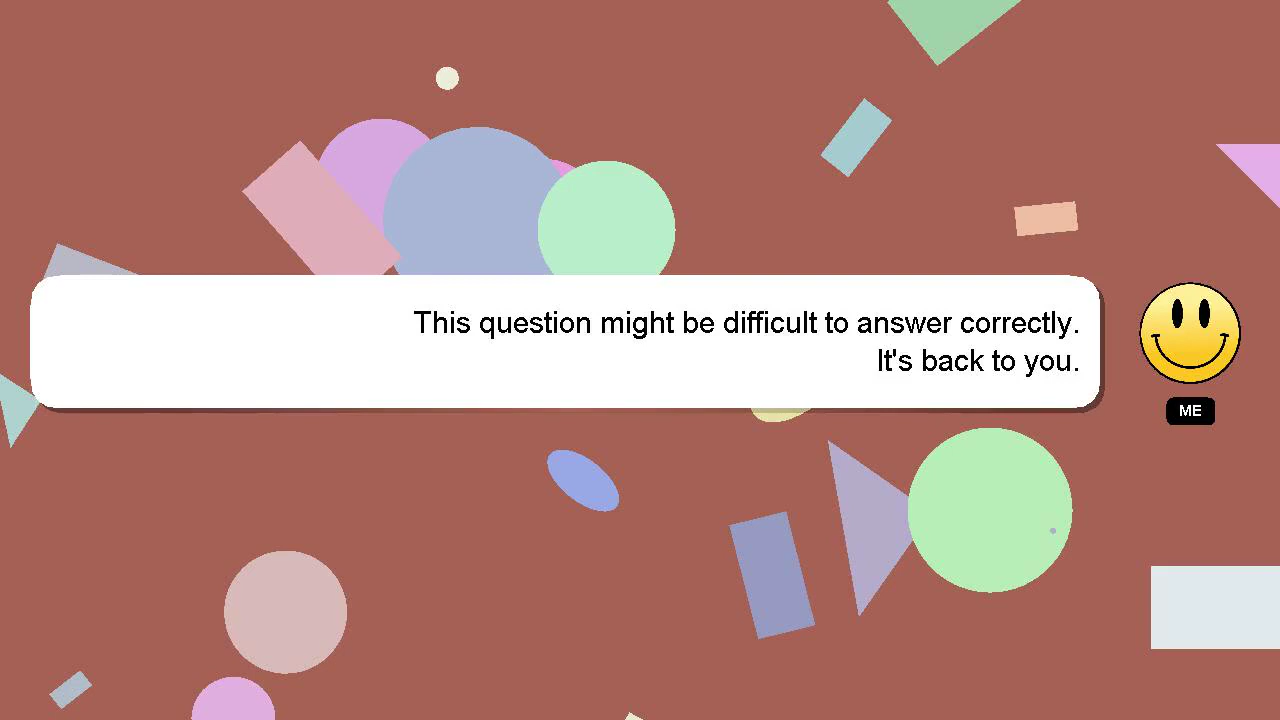 This question might be difficult to answer correctly.
It's back to you.
ME